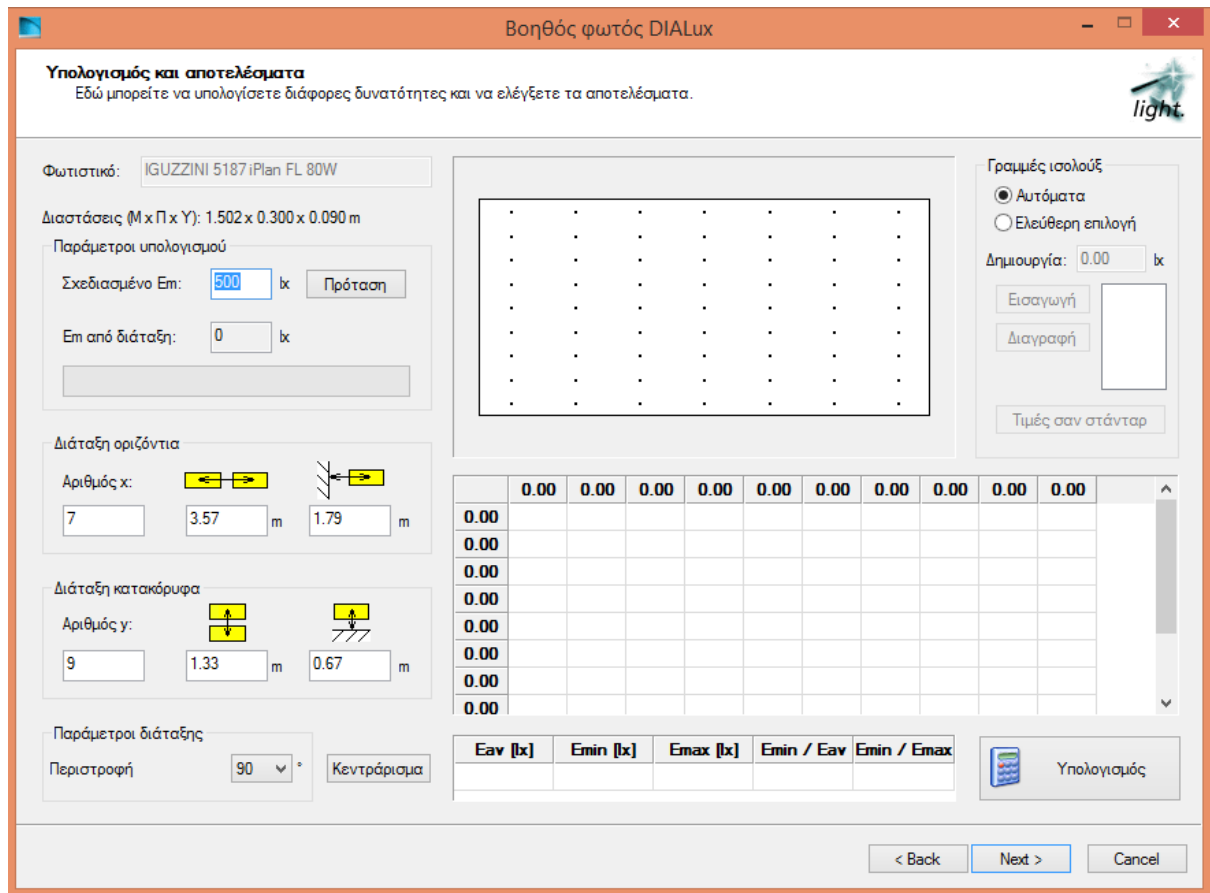 Βοηθός φωτός DIALux
Υπολογισμός και αποτελέσματα
Εδώ μπορείτε να υπολογίσετε διάφορες δυνατότητες και να ελέγξετε τα αποτελέσματα.
light.
Φωτιστικό: IGUZZINI 5187 iPlan FL 80W
Διαστάσεις (Μ x Π x Υ): 1.502 x 0.300 x 0.090 m
Παράμετροι υπολογισμού
Σχεδιασμένο Em: 500 lx Πρόταση
Em από διάταξη: 0 lx
Διάταξη οριζόντια
Αριθμός x:
7 3.57 m 1.79 m
Διάταξη κατακόρυφα
Αριθμός y:
9 1.33 m 0.67 m
Παράμετροι διάταξης
Περιστροφή 90 ° Κεντράρισμα
Γραμμές ισολούξ
Αυτόματα
Ελεύθερη επιλογή
Δημιουργία: 0.00 lx
Εισαγωγή
Διαγραφή
Τιμές σαν στάνταρ
0.00 0.00 0.00 0.00 0.00 0.00 0.00 0.00 0.00 0.00
0.00
0.00
0.00
0.00
0.00
0.00
0.00
0.00
Eav [lx] Emin [lx] Emax [lx] Emin / Eav Emin / Emax
Υπολογισμός
< Back Next > Cancel